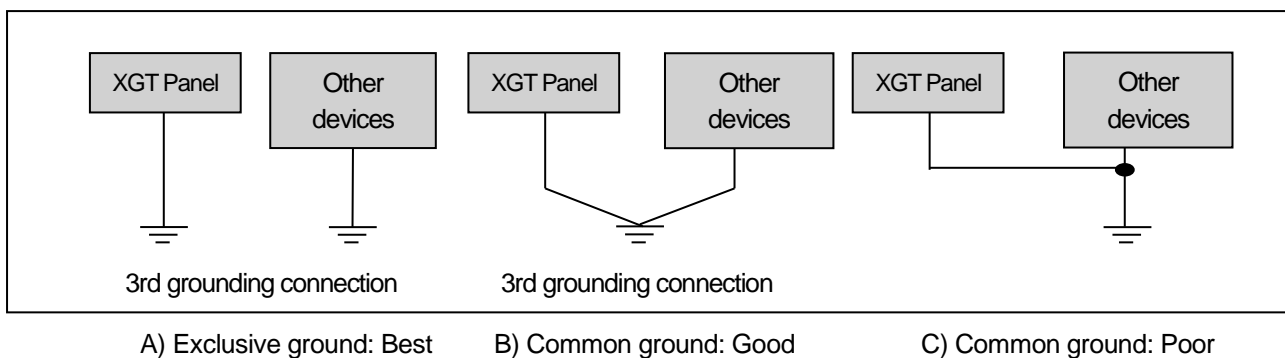 XGT Panel
Other
devices
XGT Panel
Other
devices
XGT Panel
Other
devices
3rd grounding connection
3rd grounding connection
A) Exclusive ground: Best
B) Common ground: Good
C) Common ground: Poor